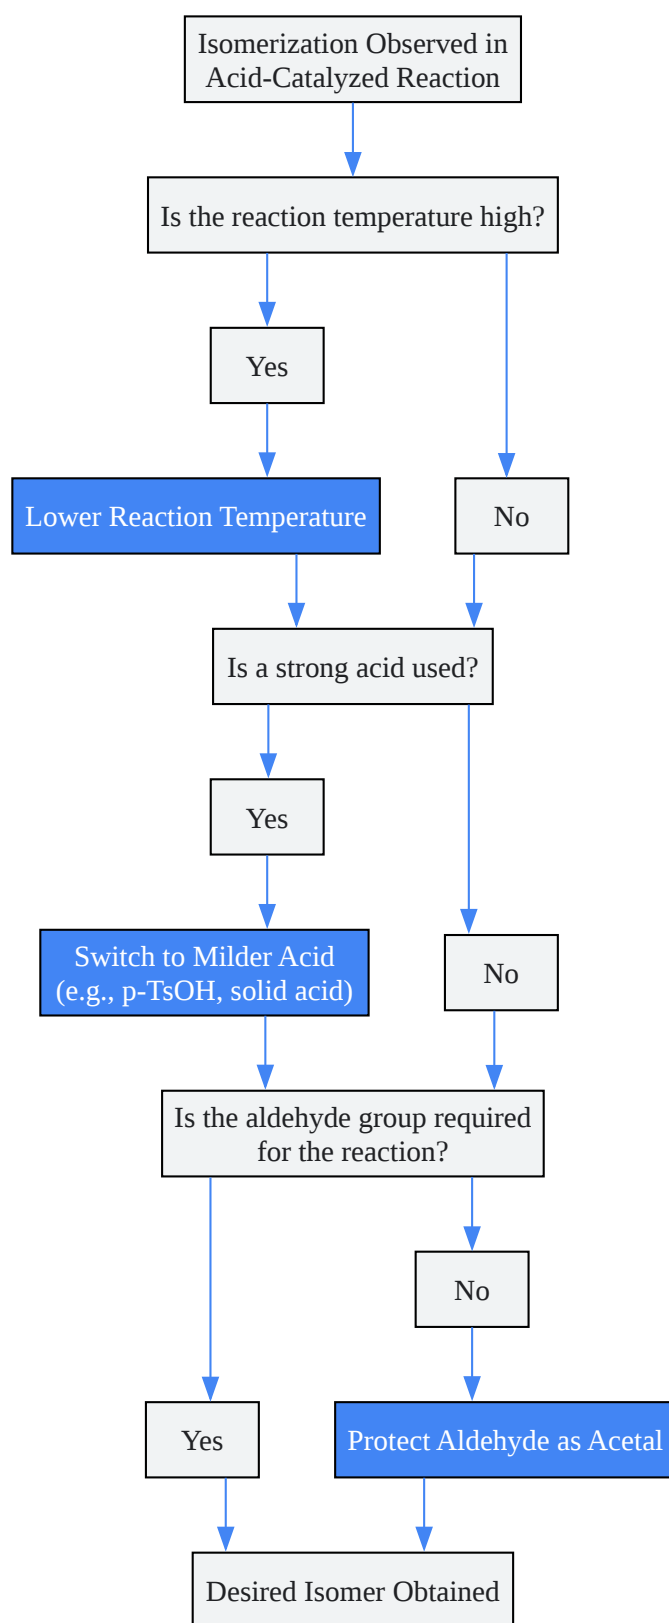 Isomerization Observed in
Acid-Catalyzed Reaction
Is the reaction temperature high?
Yes
Lower Reaction Temperature
No
Is a strong acid used?
Yes
Switch to Milder Acid
(e.g., p-TsOH, solid acid)
No
Is the aldehyde group required
for the reaction?
No
Yes
Protect Aldehyde as Acetal
Desired Isomer Obtained